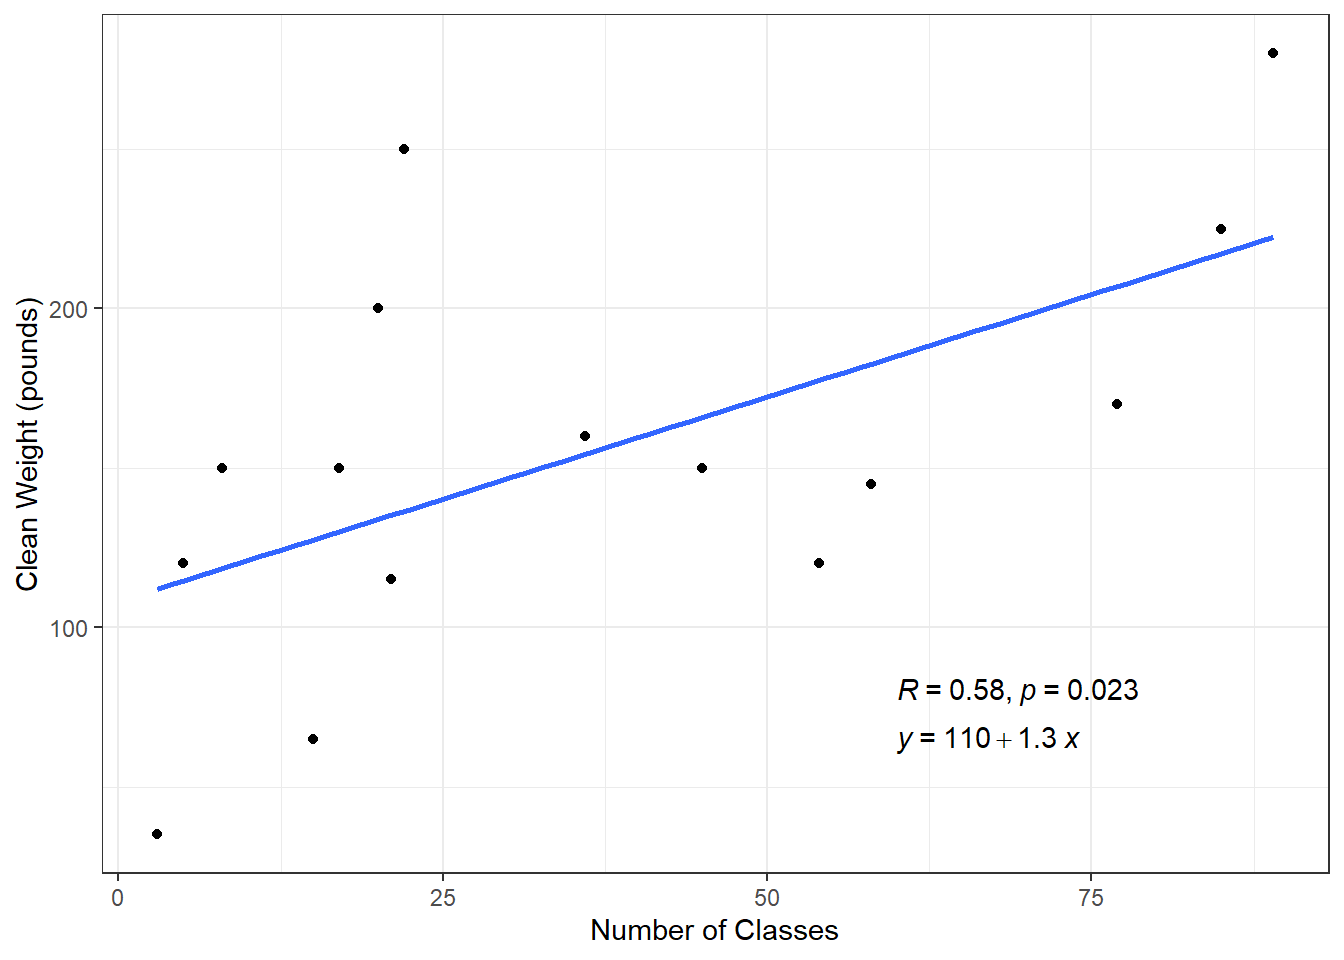 Clean Weight (pounds)
200
100
R = 0.58, p = 0.023
y = 110 + 1.3 x
0 25 50 75
Number of Classes